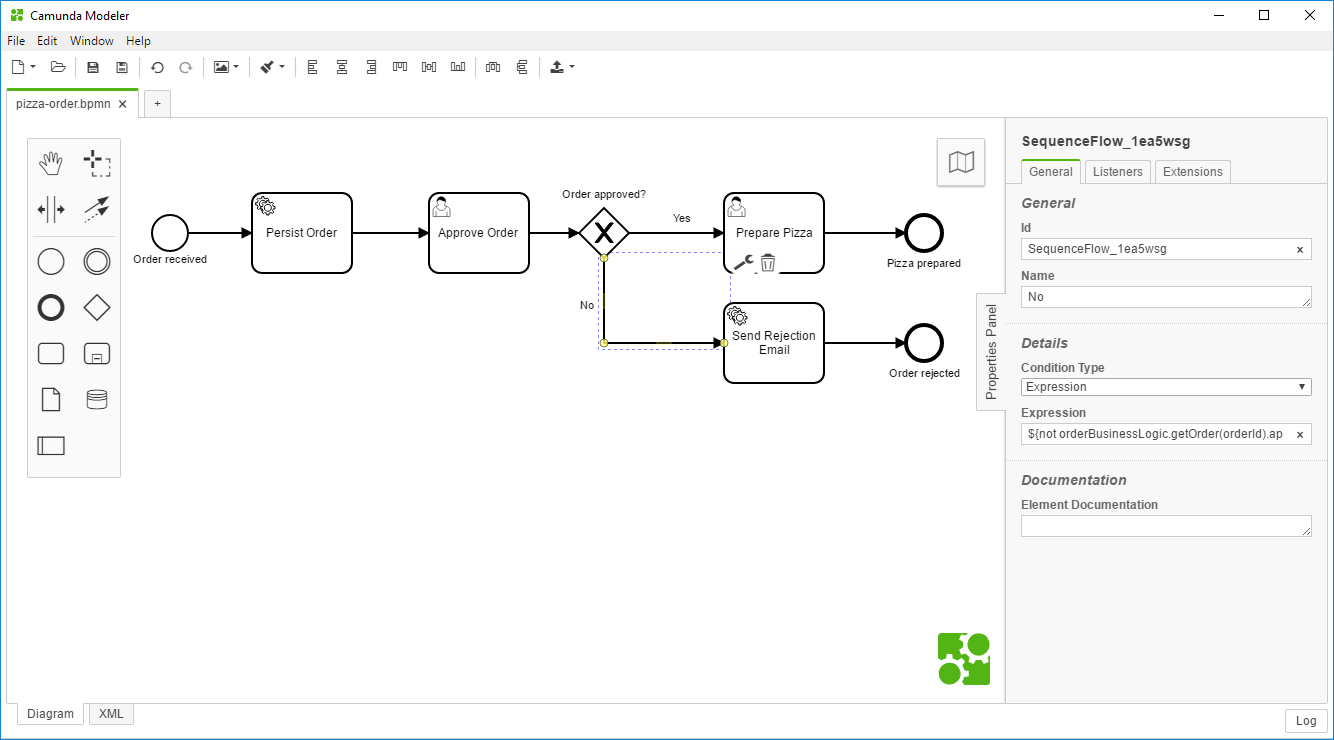 Camunda Modeler
File Edit Window Help
pizza-order.bpmn
+
Order received
Persist Order
Approve Order
Order approved?
Yes
Prepare Pizza
Pizza prepared
No
Send Rejection
Email
Order rejected
Properties Panel
SequenceFlow_1ea5wsg
General Listeners Extensions
General
Id
SequenceFlow_1ea5wsg
Name
No
Details
Condition Type
Expression
Expression
${not orderBusinessLogic.getOrder(orderId).ap
Documentation
Element Documentation
Diagram XML
Log